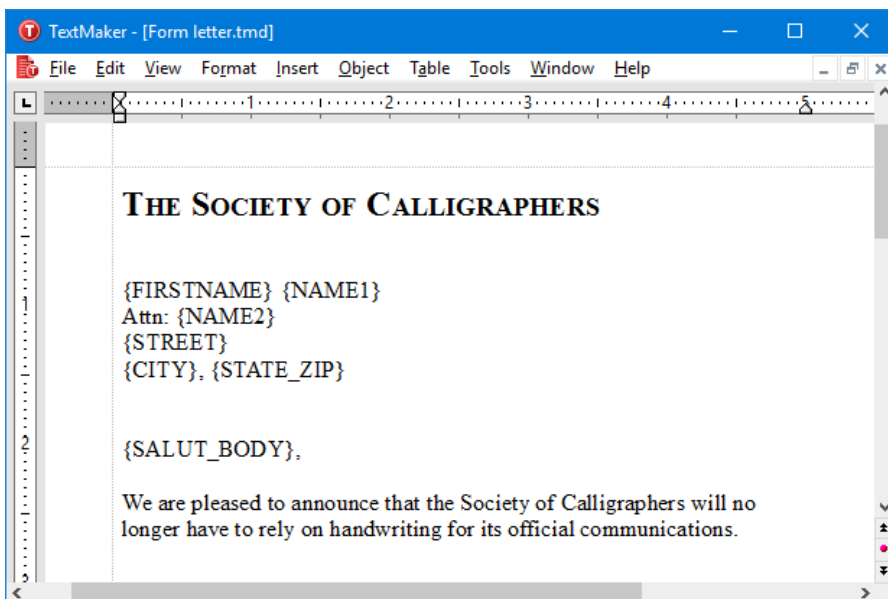 TextMaker - [Form letter.tmd]
File Edit View Format Insert Object Table Tools Window Help
L
1 2 3 4 5
THE SOCIETY OF CALLIGRAPHERS
{FIRSTNAME} {NAME1}
1
Attn: {NAME2}
{STREET}
{CITY}, {STATE_ZIP}
2
{SALUT_BODY},
We are pleased to announce that the Society of Calligraphers will no
longer have to rely on handwriting for its official communications.